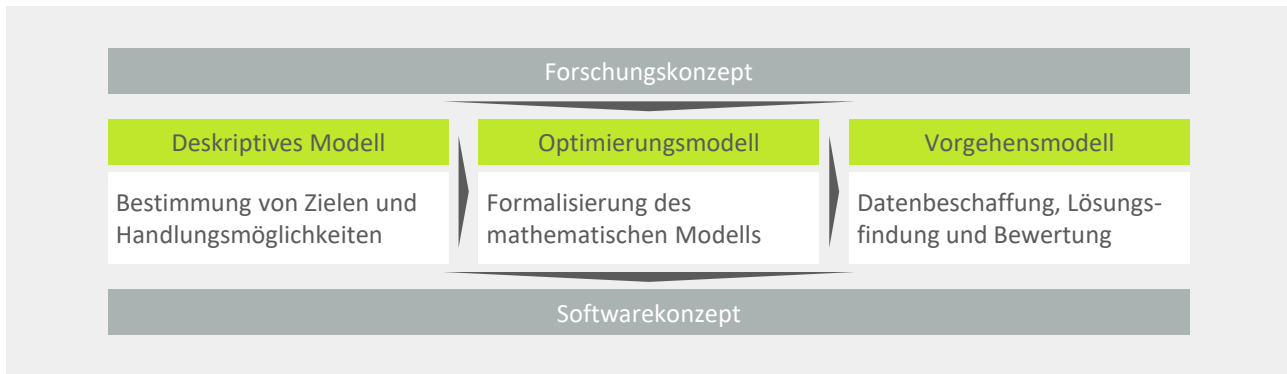 Forschungskonzept
Deskriptives Modell
Bestimmung von Zielen und
Handlungsmöglichkeiten
Optimierungsmodell
Formalisierung des
mathematischen Modells
Vorgehensmodell
Datenbeschaffung, Lösungs-
findung und Bewertung
Softwarekonzept